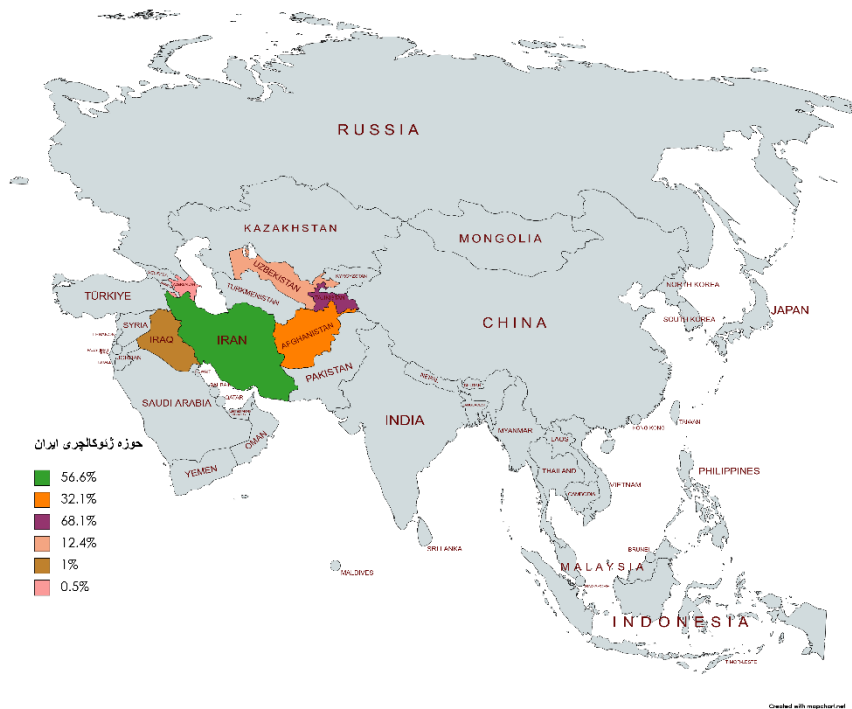 RUSSIA
KAZAKHSTAN
MONGOLIA
UZBEKISTAN
KYRGYZSTAN
TURKMENISTAN
NORTH KOREA
SOUTH KOREA
JAPAN
TÜRKIYE
SYRIA
IRAQ
IRAN
AFGHANISTAN
CHINA
PAKISTAN
NEPAL
SAUDI ARABIA
QATAR
OMAN
YEMEN
INDIA
MYANMAR
LAOS
HONG KONG
TAIWAN
THAILAND
VIETNAM
CAMBODIA
PHILIPPINES
SRI LANKA
MALDIVES
BRUNEI
MALAYSIA
INDONESIA
TIMOR-LESTE
حوزه ژئوکالچری ایران
56.6%
32.1%
68.1%
12.4%
1%
0.5%
Created with mapchart.net